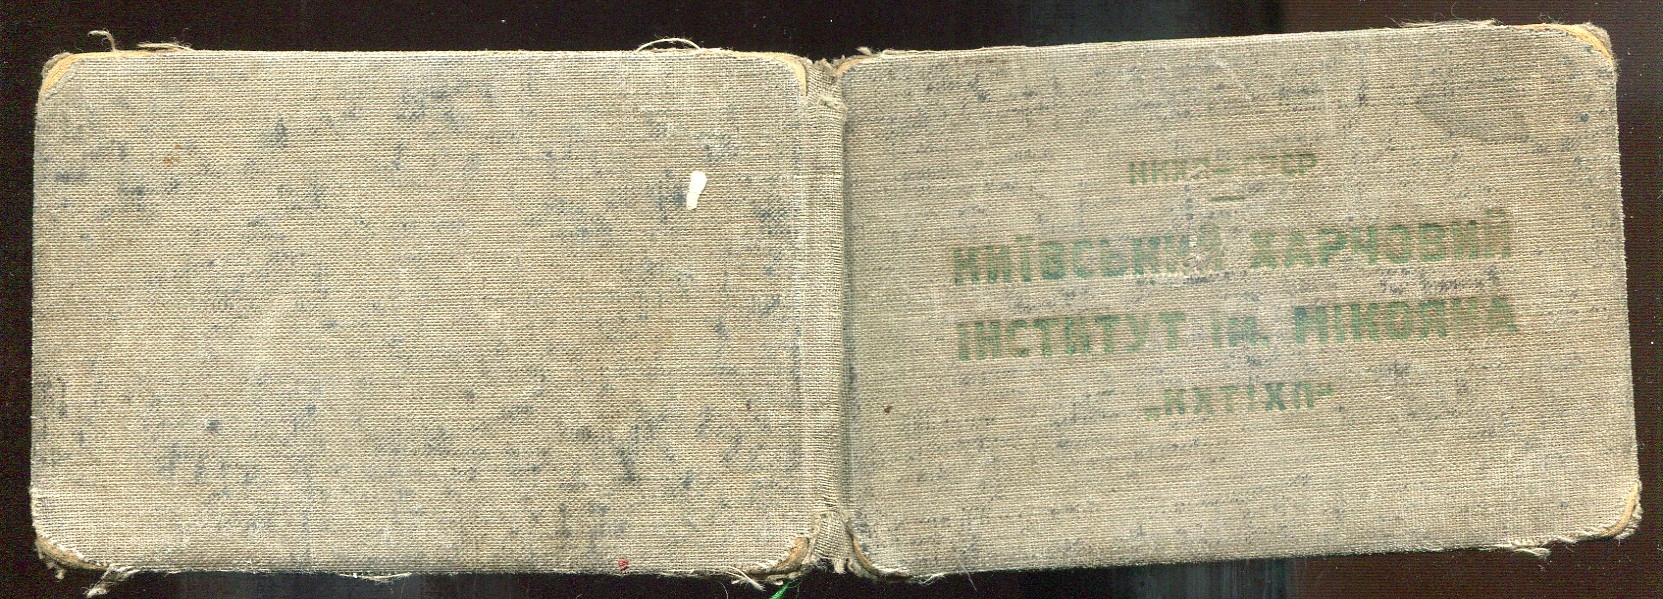 КИЇВСЬКИЙ ХАРЧОВИЙ
ІНСТИТУТ ім. МІКОЯНА
„КХТІХП“